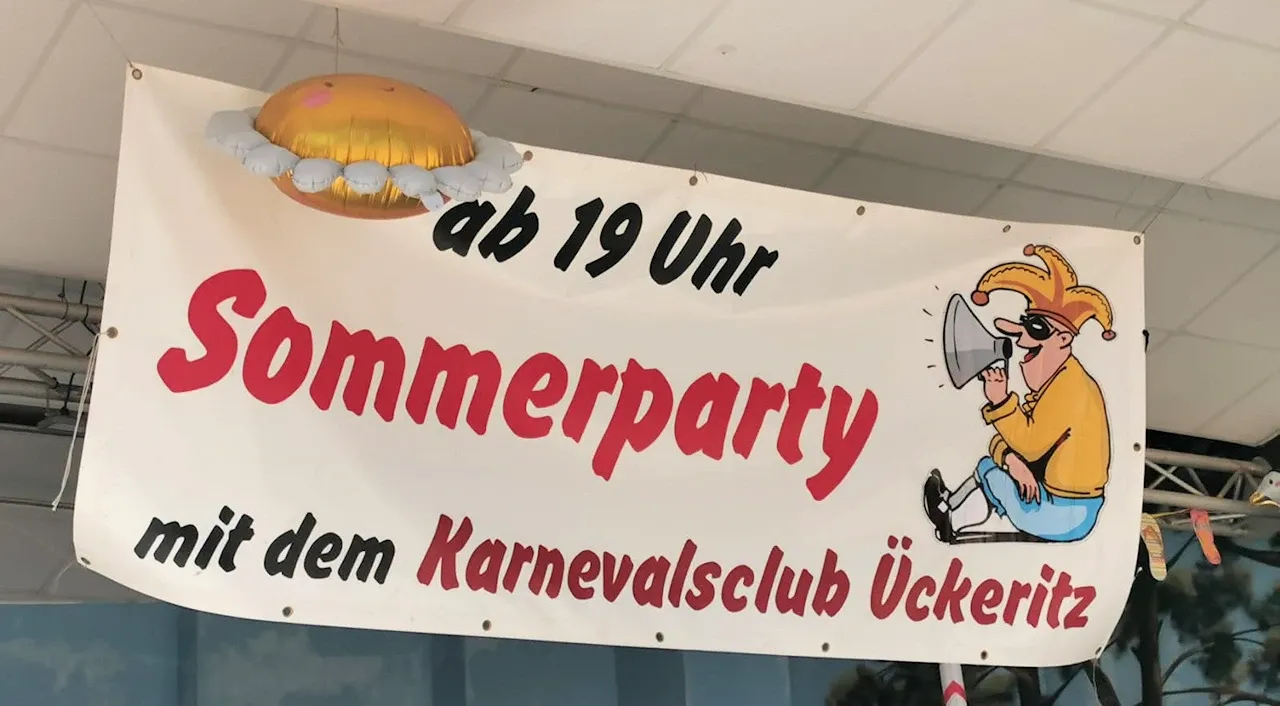 ab 19 Uhr
Sommerparty
mit dem Karnevalsclub Ückeritz